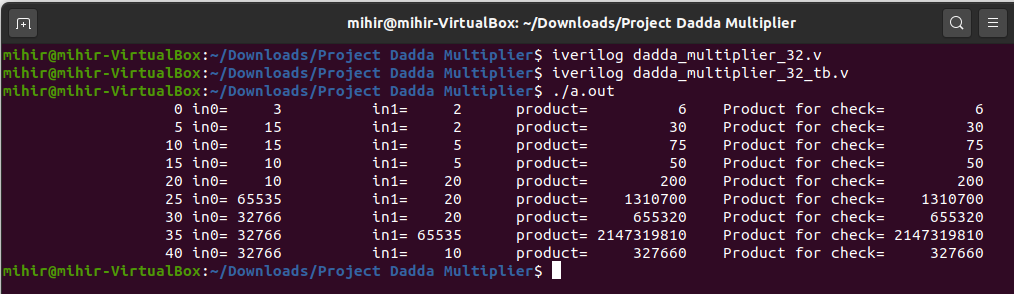 mihir@mihir-VirtualBox: ~/Downloads/Project Dadda Multiplier
mihir@mihir-VirtualBox:~/Downloads/Project Dadda Multiplier$ iverilog dadda_multiplier_32.v
mihir@mihir-VirtualBox:~/Downloads/Project Dadda Multiplier$ iverilog dadda_multiplier_32_tb.v
mihir@mihir-VirtualBox:~/Downloads/Project Dadda Multiplier$ ./a.out
0 in0= 3 in1= 2 product= 6 Product for check= 6
5 in0= 15 in1= 2 product= 30 Product for check= 30
10 in0= 15 in1= 5 product= 75 Product for check= 75
15 in0= 10 in1= 5 product= 50 Product for check= 50
20 in0= 10 in1= 20 product= 200 Product for check= 200
25 in0= 65535 in1= 20 product= 1310700 Product for check= 1310700
30 in0= 32766 in1= 20 product= 655320 Product for check= 655320
35 in0= 32766 in1= 65535 product= 2147319810 Product for check= 2147319810
40 in0= 32766 in1= 10 product= 327660 Product for check= 327660
mihir@mihir-VirtualBox:~/Downloads/Project Dadda Multiplier$